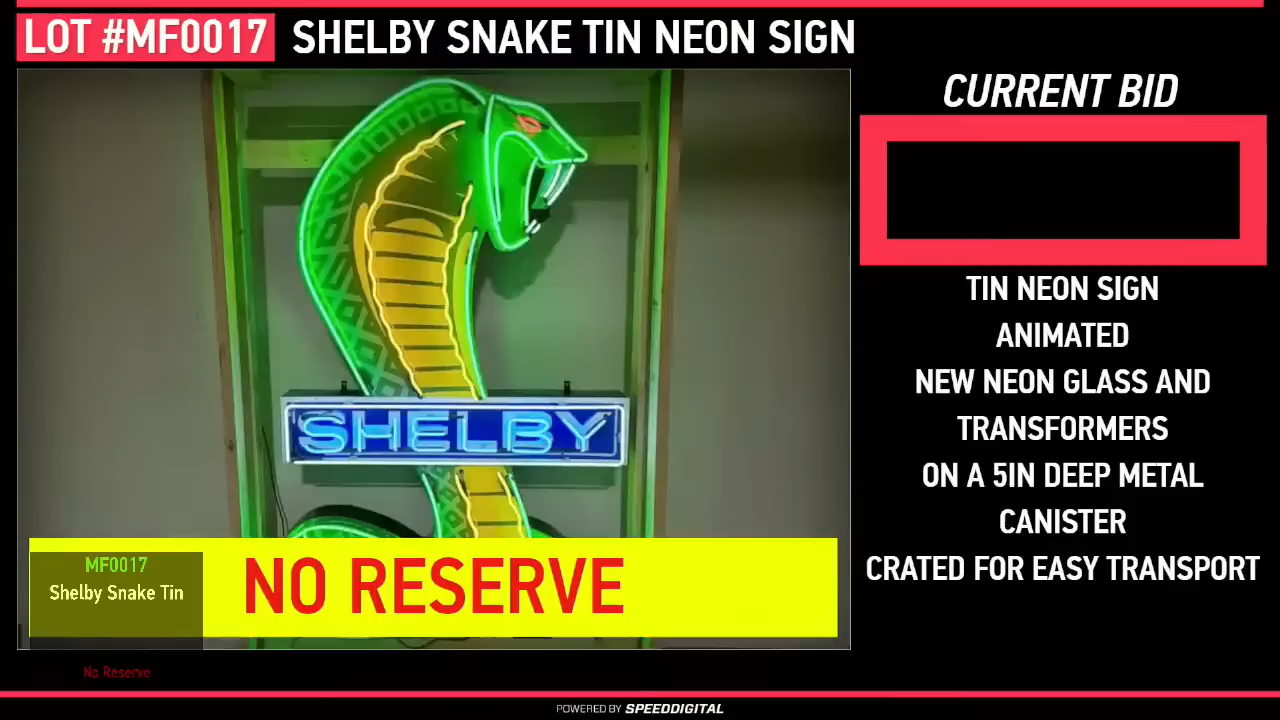 LOT #MF0017 SHELBY SNAKE TIN NEON SIGN
CURRENT BID
TIN NEON SIGN
ANIMATED
NEW NEON GLASS AND
TRANSFORMERS
ON A 5IN DEEP METAL
CANISTER
CRATED FOR EASY TRANSPORT
SHELBY
MF0017
Shelby Snake Tin
NO RESERVE
No Reserve
POWERED BY SPEEDDIGITAL